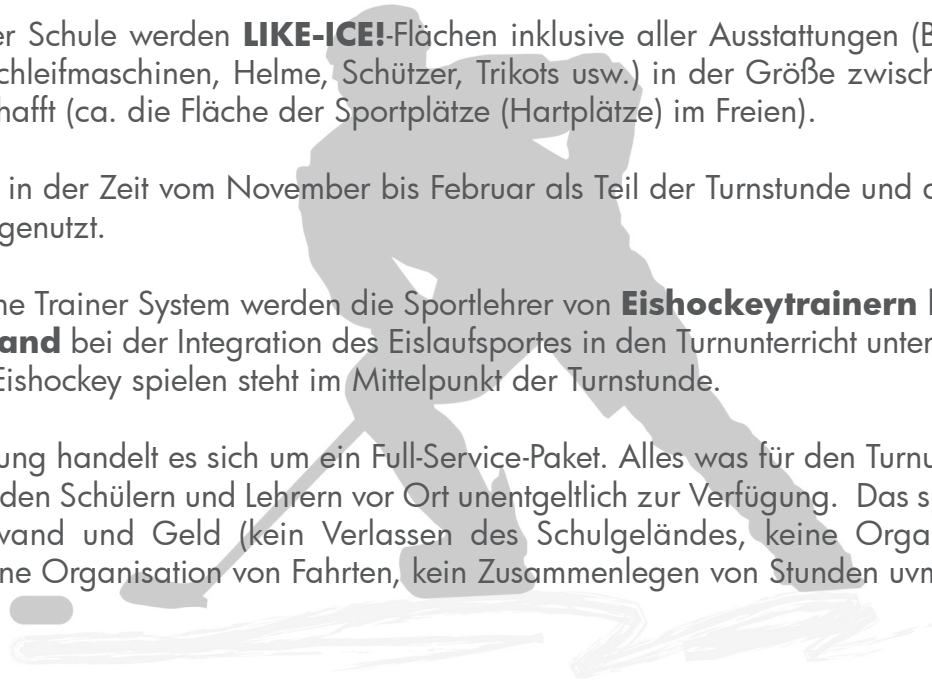 er Schule werden LIKE-ICE!-Flächen inklusive aller Ausstattungen (B
chleifmaschinen, Helme, Schützer, Trikots usw.) in der Größe zwisch
hafft (ca. die Fläche der Sportplätze (Hartplätze) im Freien).
in der Zeit vom November bis Februar als Teil der Turnstunde und
genutzt.
ne Trainer System werden die Sportlehrer von Eishockeytrainern
and bei der Integration des Eislaufsportes in den Turnunterricht unter
Eishockey spielen steht im Mittelpunkt der Turnstunde.
ung handelt es sich um ein Full-Service-Paket. Alles was für den Turnu
den Schülern und Lehrern vor Ort unentgeltlich zur Verfügung. Das s
wand und Geld (kein Verlassen des Schulgeländes, keine Orga
ne Organisation von Fahrten, kein Zusammenlegen von Stunden uvm